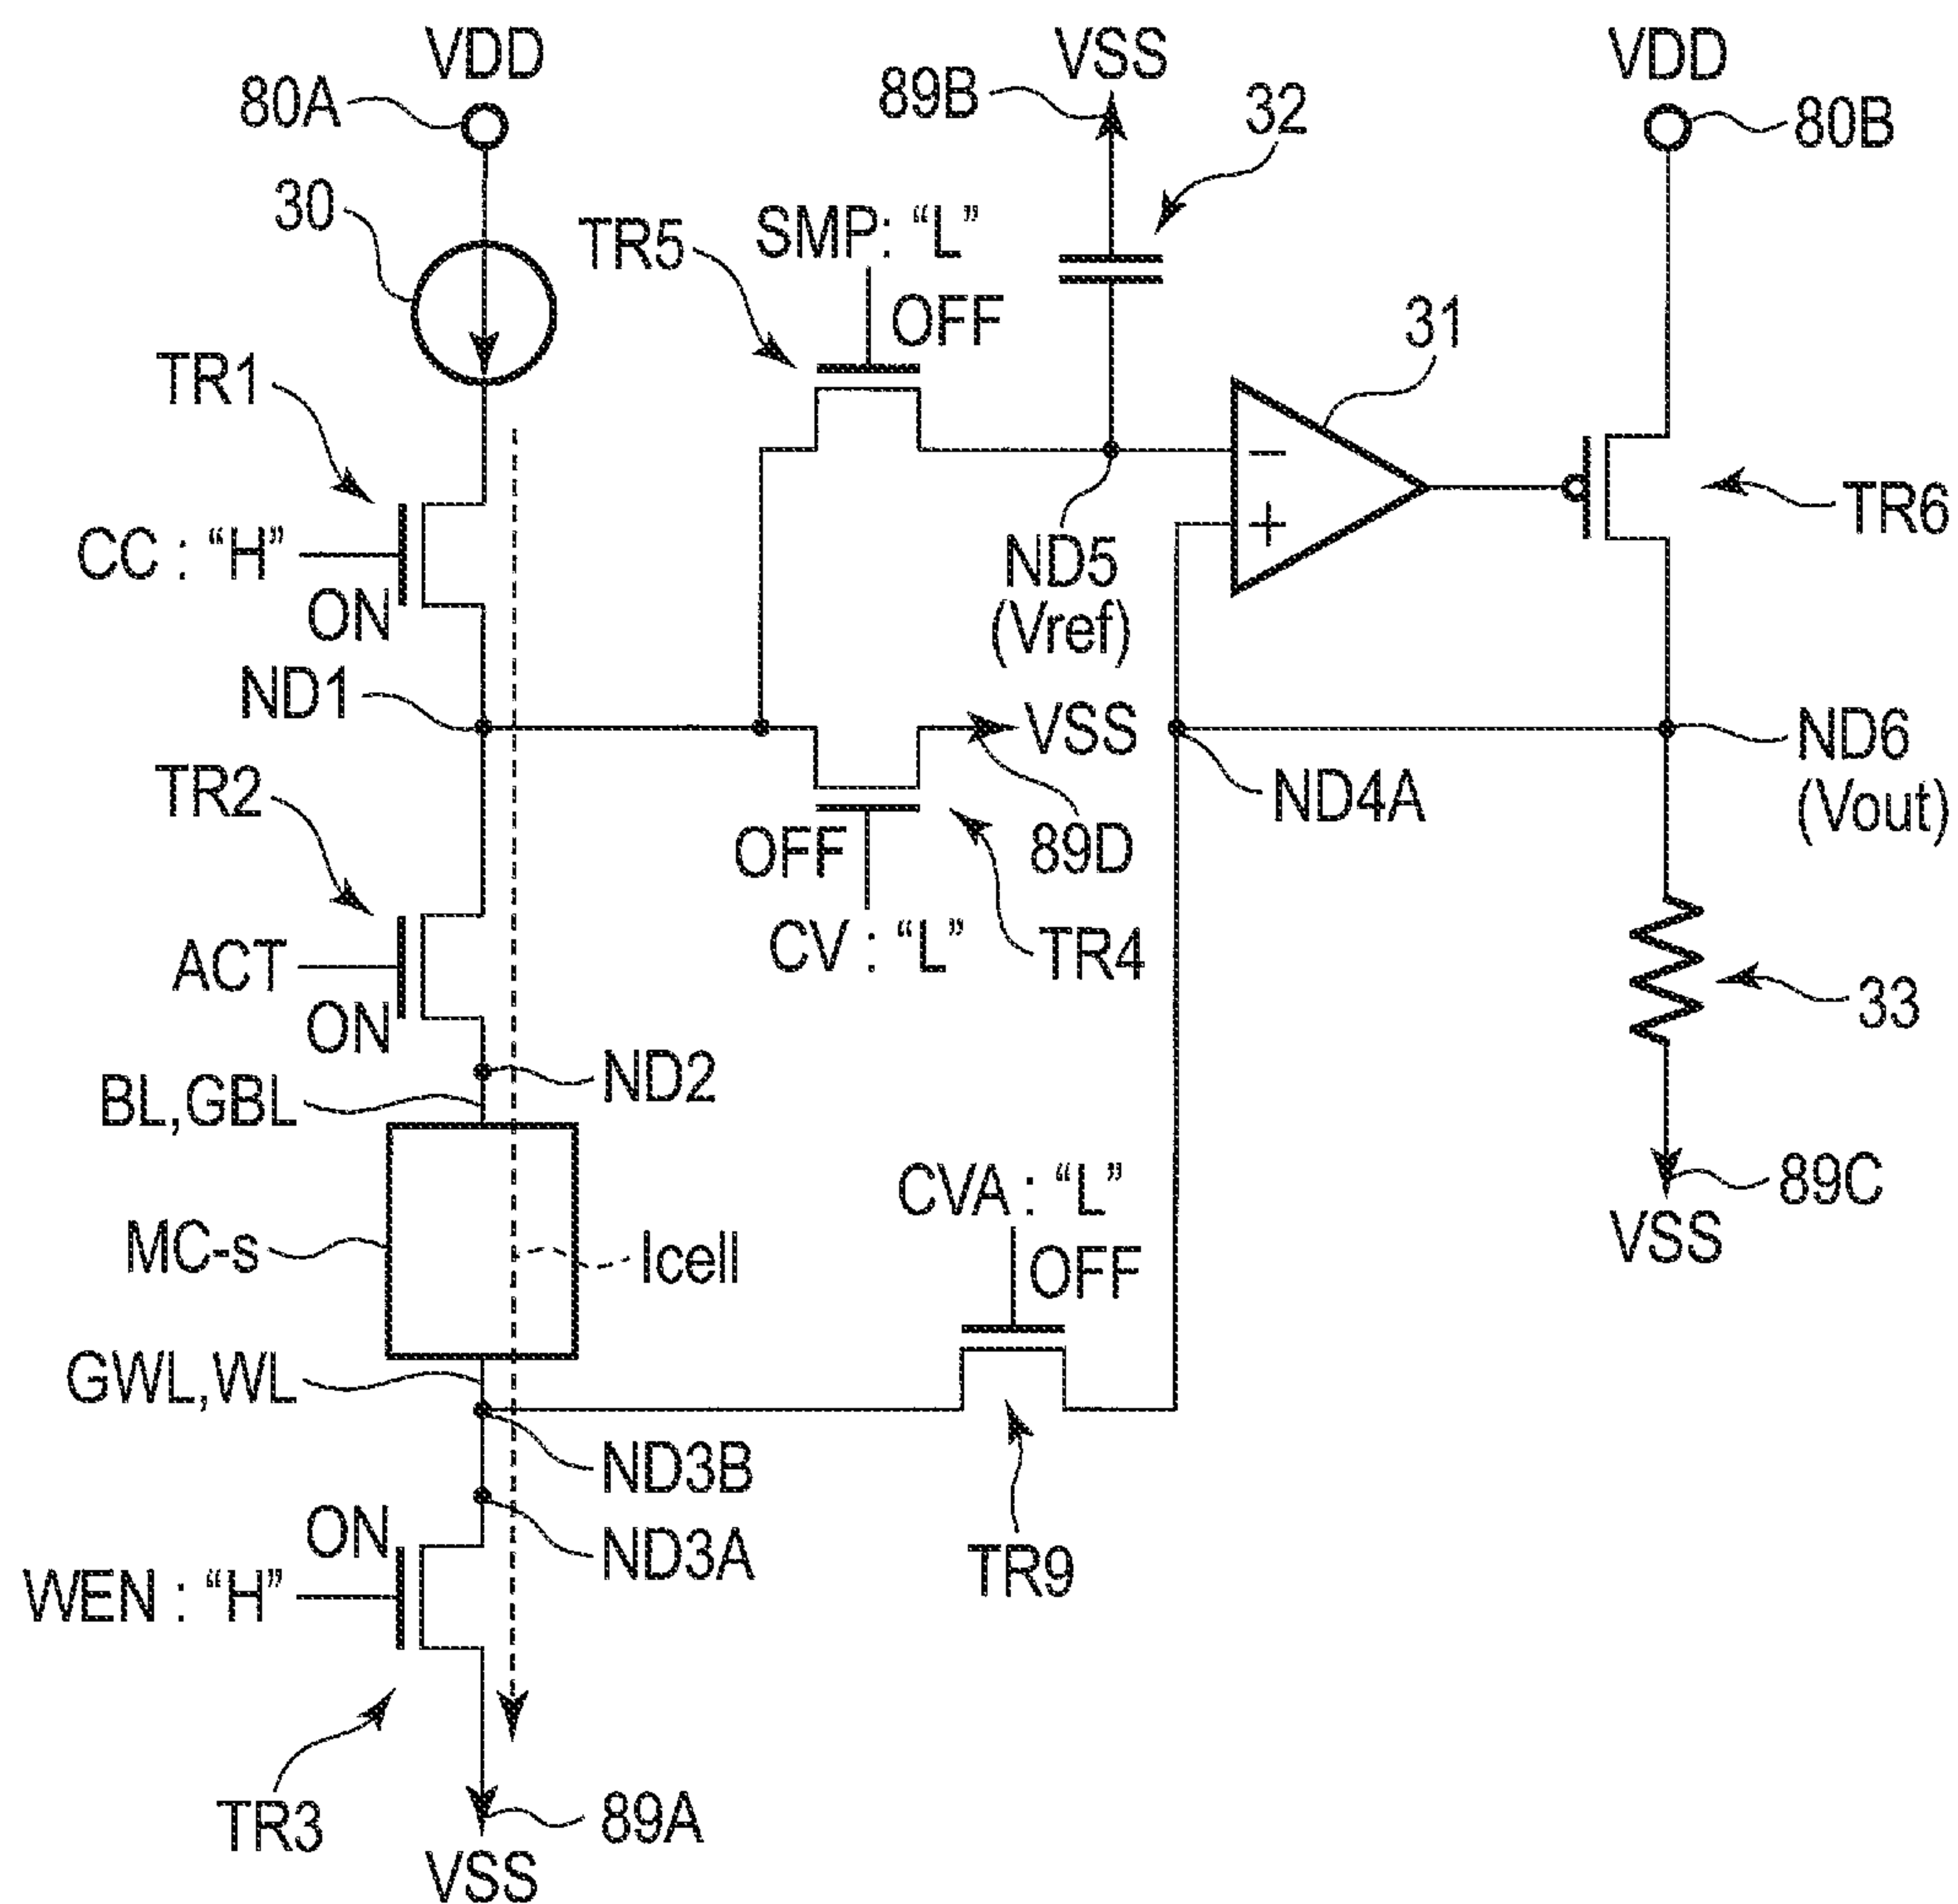 VDD
VSS
VDD
80A
89B
32
80B
30
SMP: “L”
TR5
OFF
31
TR1
CC : “H”
ON
ND5
(Vref)
−
+
TR6
ND1
VSS
ND4A
ND6
(Vout)
TR2
OFF
89D
ACT
CV : “L”
TR4
33
ON
ND2
BL,GBL
CVA : “L”
89C
VSS
MC-s
Icell
OFF
GWL,WL
ND3B
ON
ND3A
TR9
WEN : “H”
TR3
89A
VSS